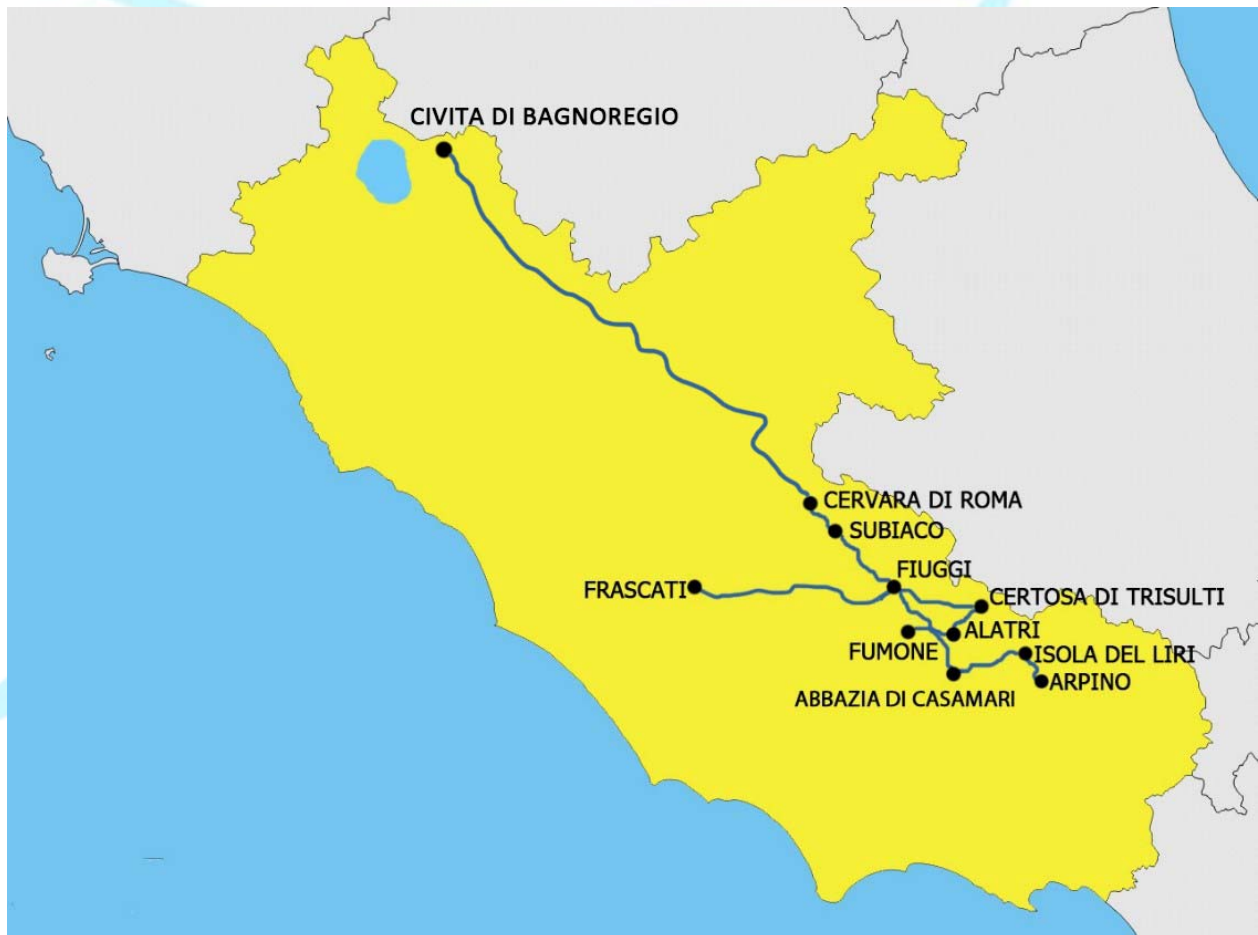 CIVITA DI BAGNOREGIO
CERVARA DI ROMA
SUBIACO
FIUGGI
FRASCATI
CERTOSA DI TRISULTI
ALATRI
FUMONE
ISOLA DEL LIRI
ARPINO
ABBAZIA DI CASAMARI